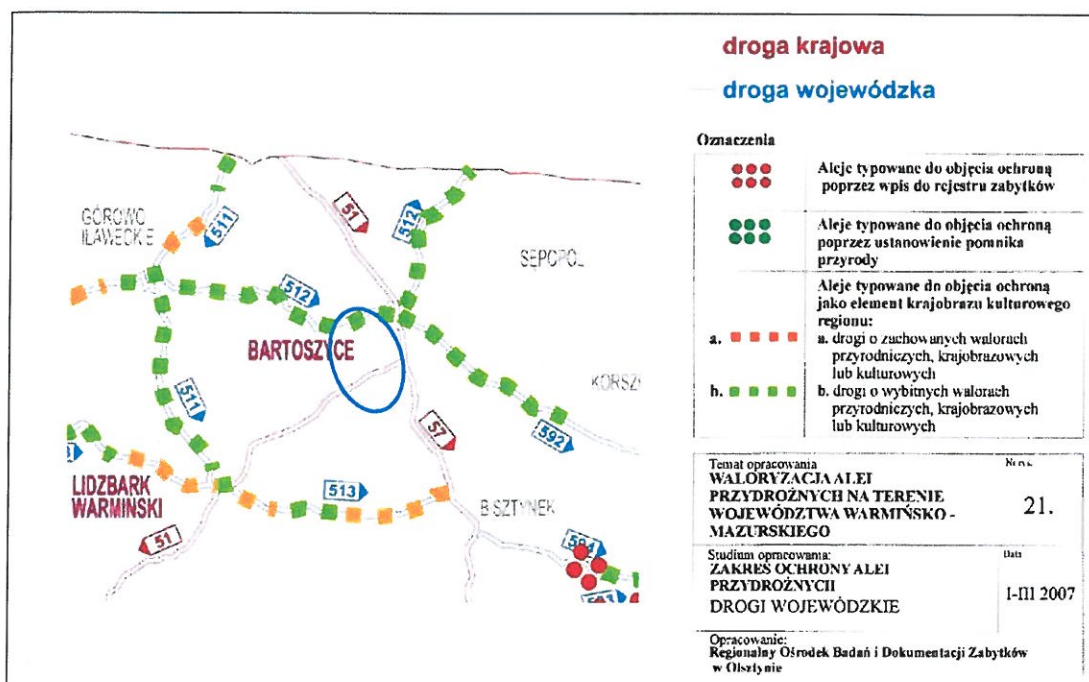 droga krajowa
droga wojewódzka
Oznaczenia
Aleje typowane do objęcia ochroną
poprzez wpis do rejestru zabytków
Aleje typowane do objęcia ochroną
poprzez ustanowienie pomnika
przyrody
Aleje typowane do objęcia ochroną
jako element krajobrazu kulturowego
regionu:
a. a. drogi o zachowanych walorach
przyrodniczych, krajobrazowych
lub kulturowych
b. b. drogi o wybitnych walorach
przyrodniczych, krajobrazowych
lub kulturowych
GÓROWO
IŁAWECKIE
511
51
512
SĘPOPOL
512
BARTOSZYCE
KORSZ
511
57
592
LIDZBARK
WARMIŃSKI
513
BISZTYNEK
51
Temat opracowania
WALORYZACJA ALEI
PRZYDROŻNYCH NA TERENIE
WOJEWÓDZTWA WARMIŃSKO -
MAZURSKIEGO
21.
Studium opracowania:
ZAKRES OCHRONY ALEI
PRZYDROŻNYCH
DROGI WOJEWÓDZKIE
Data
I-III 2007
Opracowanie:
Regionalny Ośrodek Badań i Dokumentacji Zabytków
w Olsztynie